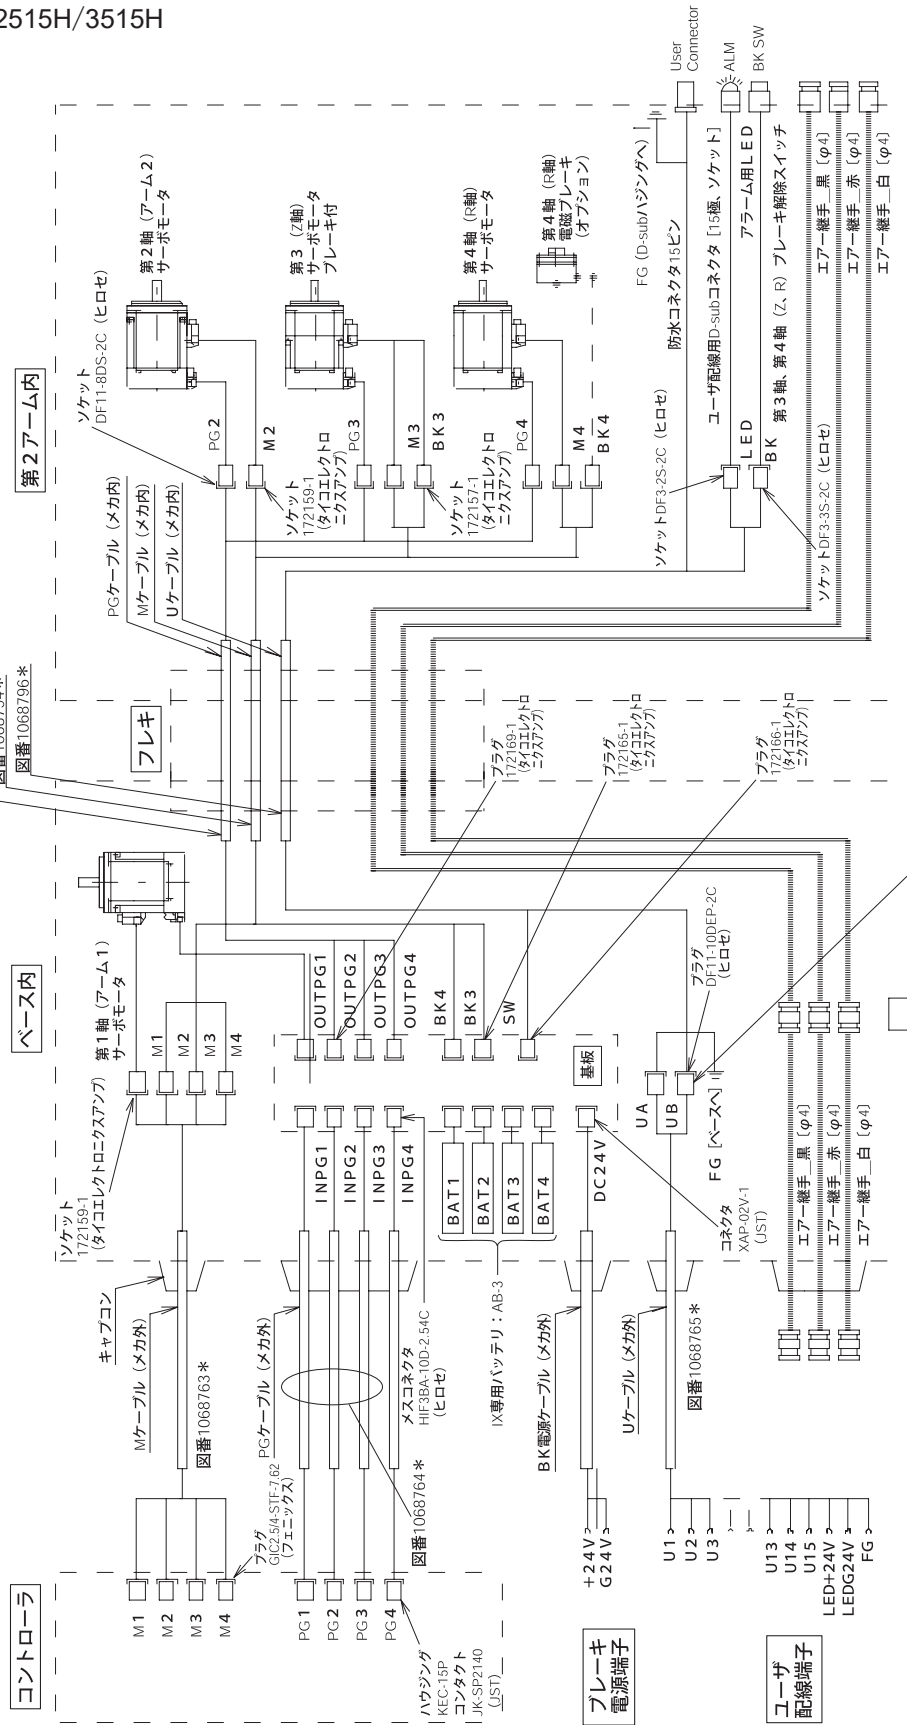 2515H/3515H
コントローラ
M1
M2
M3
M4
プラグ
GIC2.5/4-STF-7.62
(フェニックス)
PG1
PG2
PG3
PG4
ハウジング
KEC-15P
コンタクト
JK-SP2140
(JST)
ブレーキ
電源端子
+24V
G24V
ユーザ
配線端子
U1
U2
U3
U13
U14
U15
LED+24V
LEDG24V
FG
キャプコン
Mケーブル (メカ外)
図番1068763*
PGケーブル (メカ外)
図番1068764*
メスコネクタ
HIF3BA-10D-2.54C
(ヒロセ)
IX専用バッテリ:AB-3
BK電源ケーブル (メカ外)
Uケーブル (メカ外)
図番1068765*
ベース内
ソケット
172159-1
(タイコエレクトロニクスアンプ)
第1軸 (アーム1)
サーボモータ
M1
M2
M3
M4
INPG1
INPG2
INPG3
INPG4
BAT1
BAT2
BAT3
BAT4
DC24V
コネクタ
XAP-02V-1
(JST)
OUTPG1
OUTPG2
OUTPG3
OUTPG4
BK4
BK3
SW
基板
UA
UB
FG [ベースへ]
プラグ
DF11-10DEP-2C
(ヒロセ)
エアー継手__黒 [φ4]
エアー継手__赤 [φ4]
エアー継手__白 [φ4]
フレキ
図番1068796*
プラグ
172169-1
(タイコエレクトロ
ニクスアンプ)
プラグ
172165-1
(タイコエレクトロ
ニクスアンプ)
プラグ
172166-1
(タイコエレクトロ
ニクスアンプ)
第2アーム内
PGケーブル (メカ内)
Mケーブル (メカ内)
Uケーブル (メカ内)
ソケット
DF11-8DS-2C (ヒロセ)
PG2
M2
ソケット
172159-1
(タイコエレクトロ
ニクスアンプ)
第2軸 (アーム2)
サーボモータ
PG3
M3
BK3
ソケット
172157-1
(タイコエレクトロ
ニクスアンプ)
第3 (Z軸)
サーボモータ
ブレーキ付
PG4
M4
BK4
第4軸 (R軸)
サーボモータ
第4軸 (R軸)
電磁ブレーキ
(オプション)
FG (D-subハジングへ)
防水コネクタ15ピン
ユーザ配線用D-subコネクタ [15極、ソケット]
ソケットDF3-2S-2C (ヒロセ)
LED
アラーム用LED
BK
第3軸、第4軸 (Z、R) ブレーキ解除スイッチ
ソケットDF3-3S-2C (ヒロセ)
エアー継手__黒 [φ4]
エアー継手__赤 [φ4]
エアー継手__白 [φ4]
User
Connector
ALM
BK SW